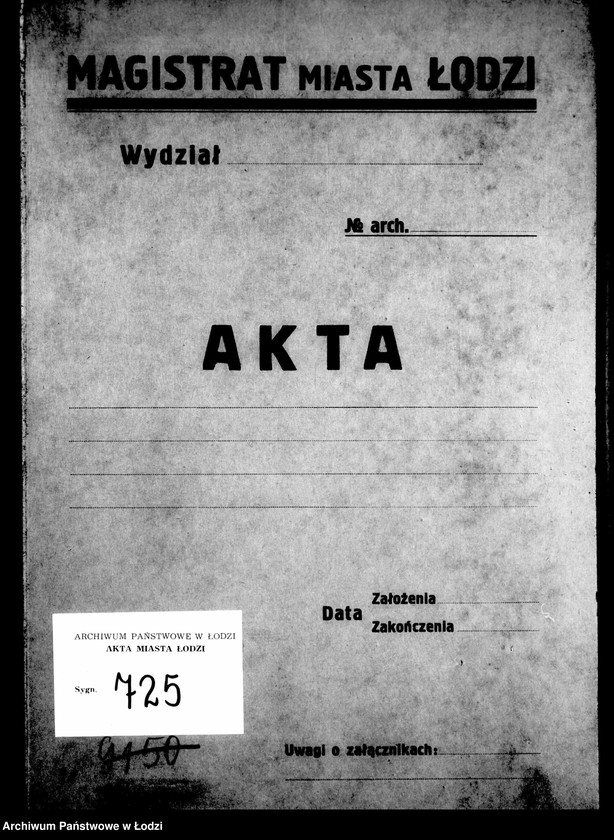 MAGISTRAT MIASTA ŁODZI
Wydział
№ arch.
AKTA
Data
Założenia
Zakończenia
ARCHIWUM PAŃSTWOWE W ŁODZI
AKTA MIASTA ŁODZI
Sygn. 725
Uwagi o załącznikach:
Archiwum Państwowe w Łodzi